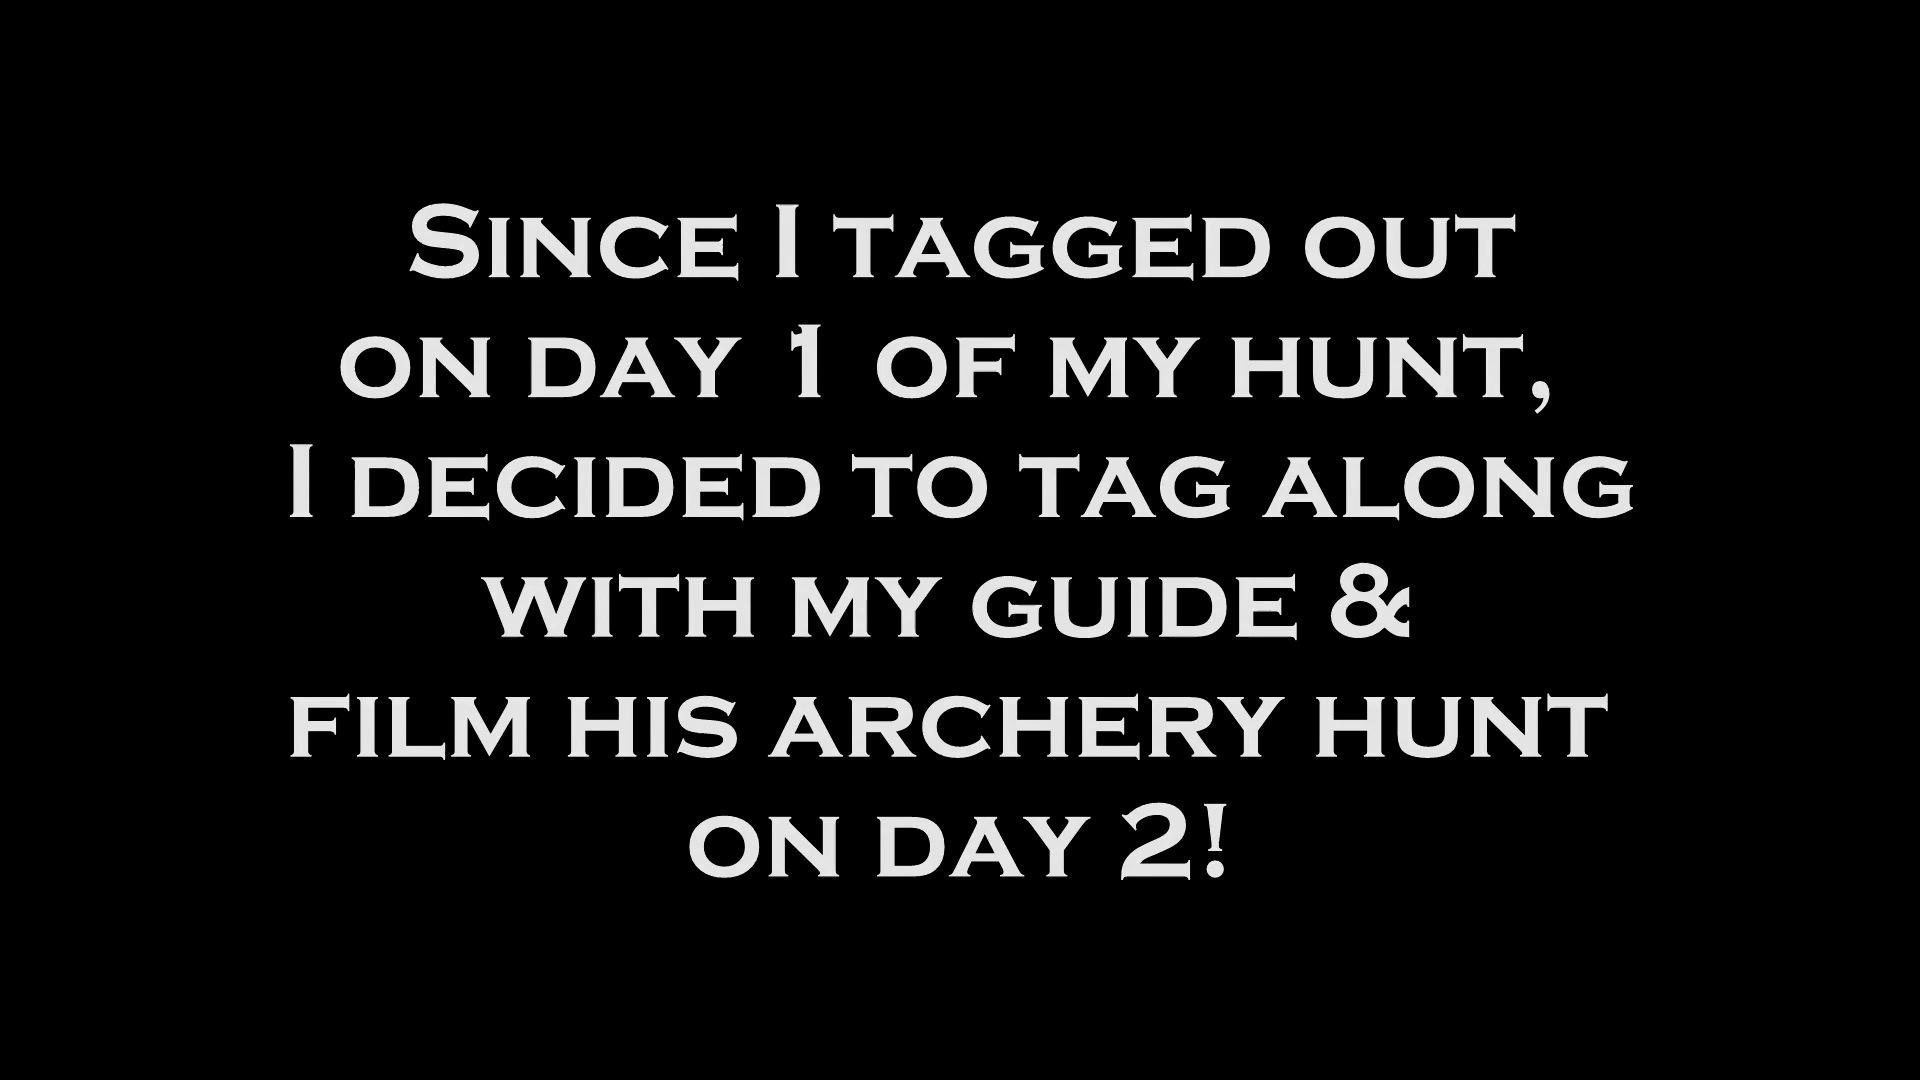 Since I tagged out
on day 1 of my hunt,
I decided to tag along
with my guide &
film his archery hunt
on day 2!